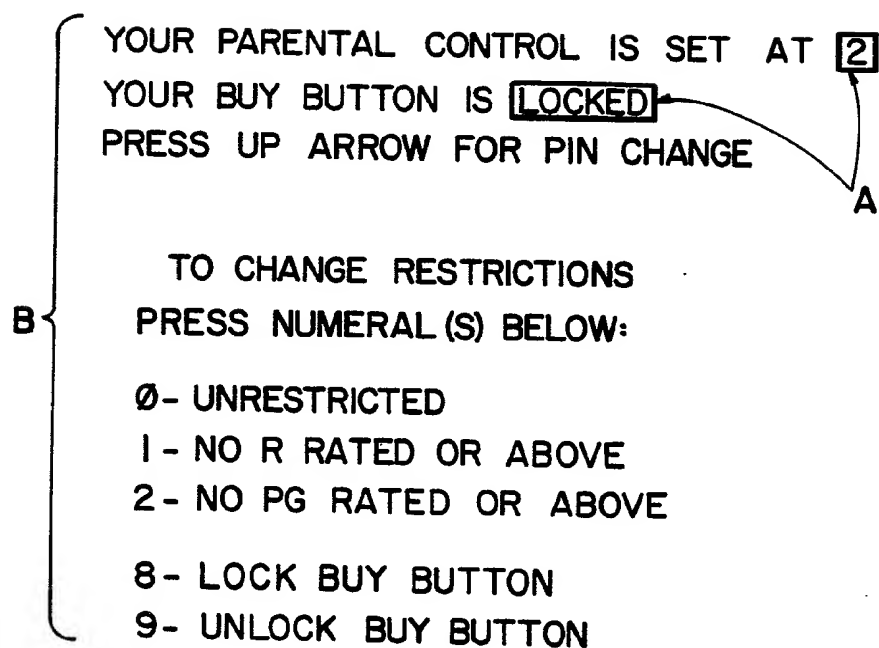 YOUR PARENTAL CONTROL IS SET AT 2
YOUR BUY BUTTON IS LOCKED
PRESS UP ARROW FOR PIN CHANGE
A
TO CHANGE RESTRICTIONS
B
PRESS NUMERAL(S) BELOW:
Ø- UNRESTRICTED
1- NO R RATED OR ABOVE
2- NO PG RATED OR ABOVE
8- LOCK BUY BUTTON
9- UNLOCK BUY BUTTON